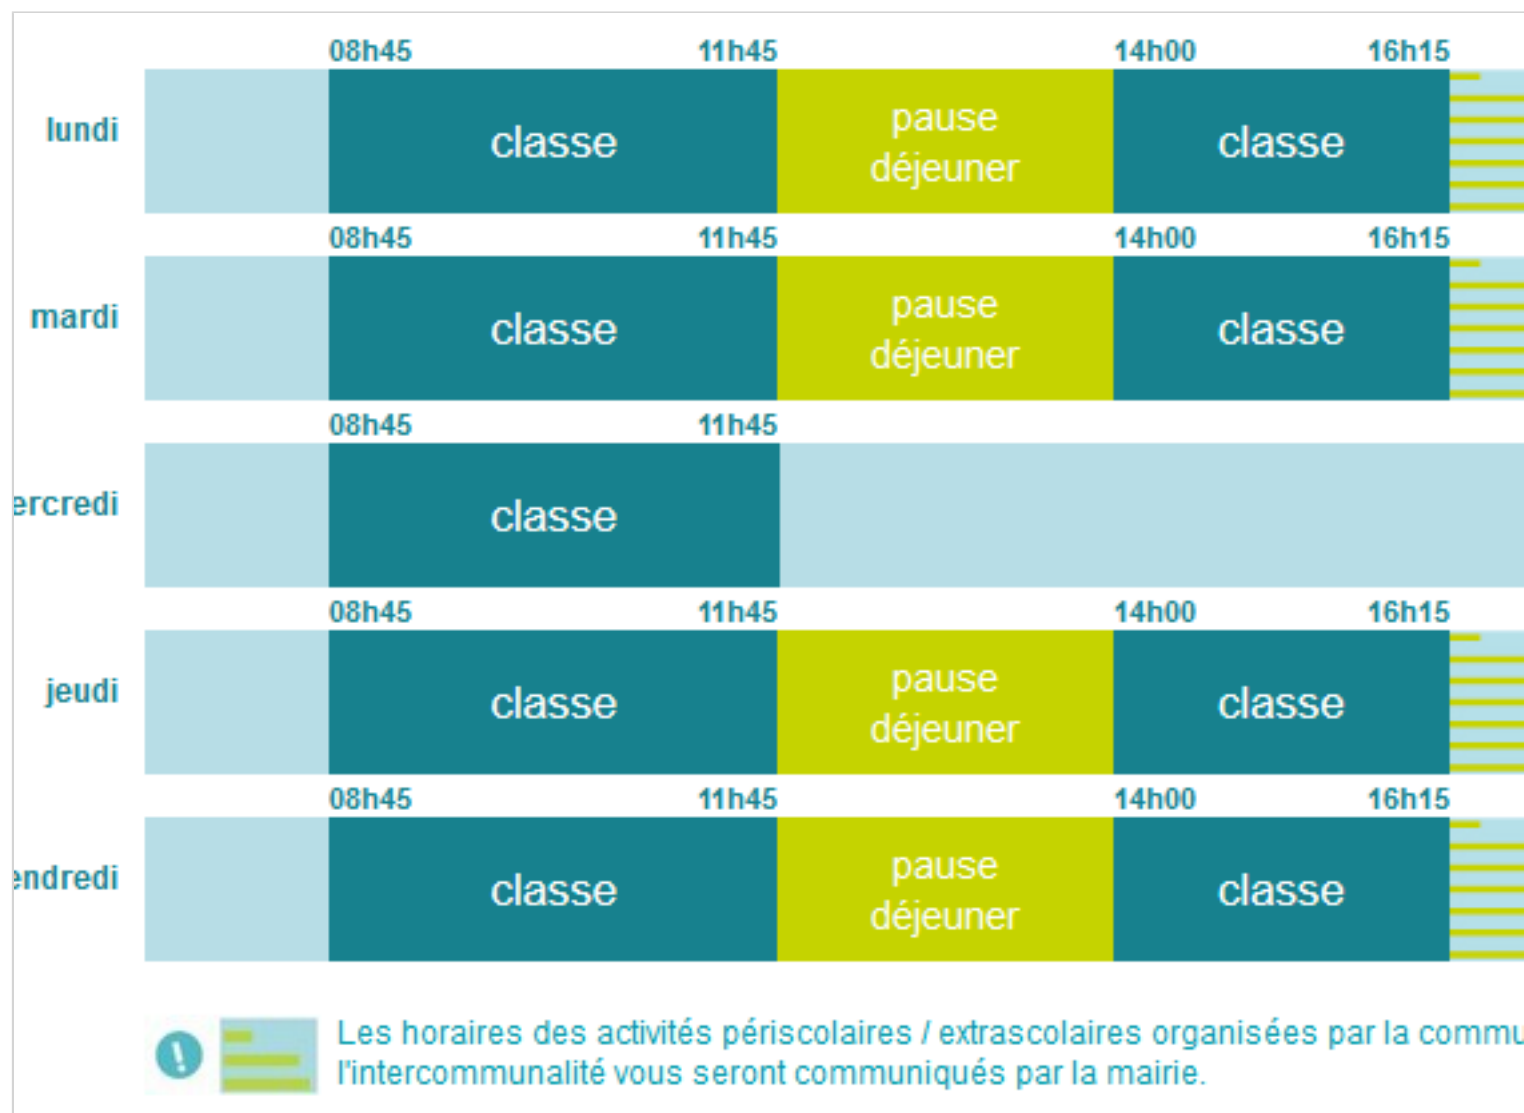 08h45 11h45 14h00 16h15
lundi classe pause déjeuner classe
08h45 11h45 14h00 16h15
mardi classe pause déjeuner classe
08h45 11h45
ercredi classe
08h45 11h45 14h00 16h15
jeudi classe pause déjeuner classe
08h45 11h45 14h00 16h15
endredi classe pause déjeuner classe
Les horaires des activités périscolaires / extrascolaires organisées par la commu
l'intercommunalité vous seront communiqués par la mairie.